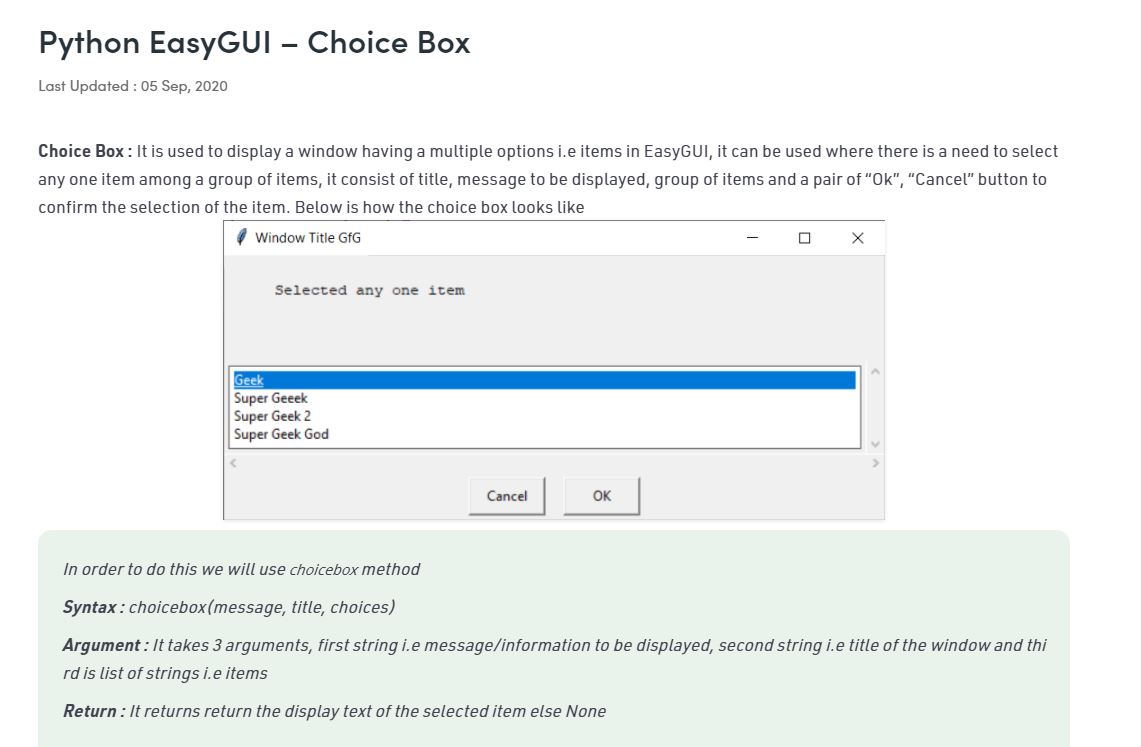 Python EasyGUI – Choice Box
Last Updated : 05 Sep, 2020
Choice Box : It is used to display a window having a multiple options i.e items in EasyGUI, it can be used where there is a need to select
any one item among a group of items, it consist of title, message to be displayed, group of items and a pair of “Ok”, “Cancel” button to
confirm the selection of the item. Below is how the choice box looks like
Window Title GfG
Selected any one item
Geek
Super Geeek
Super Geek 2
Super Geek God
Cancel OK
In order to do this we will use choicebox method
Syntax : choicebox(message, title, choices)
Argument : It takes 3 arguments, first string i.e message/information to be displayed, second string i.e title of the window and thi
rd is list of strings i.e items
Return : It returns return the display text of the selected item else None